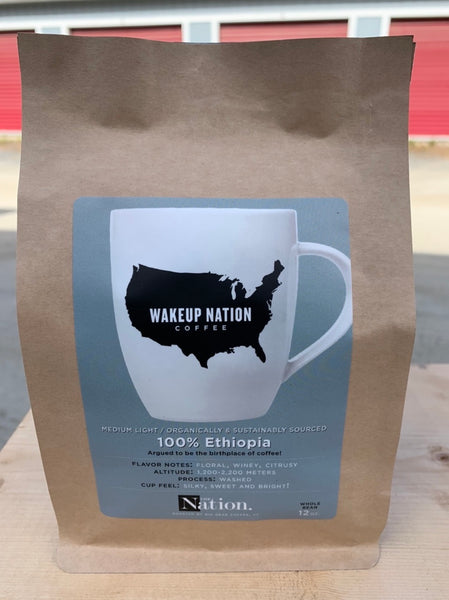 WAKEUP NATION
COFFEE
MEDIUM LIGHT / ORGANICALLY & SUSTAINABLY SOURCED
100% Ethiopia
Argued to be the birthplace of coffee!
FLAVOR NOTES: FLORAL, WINEY, CITRUSY
ALTITUDE: 1,200-2,200 METERS
PROCESS: WASHED
CUP FEEL: SILKY, SWEET AND BRIGHT!
THE
Nation.
WHOLE
BEAN
12 oz.